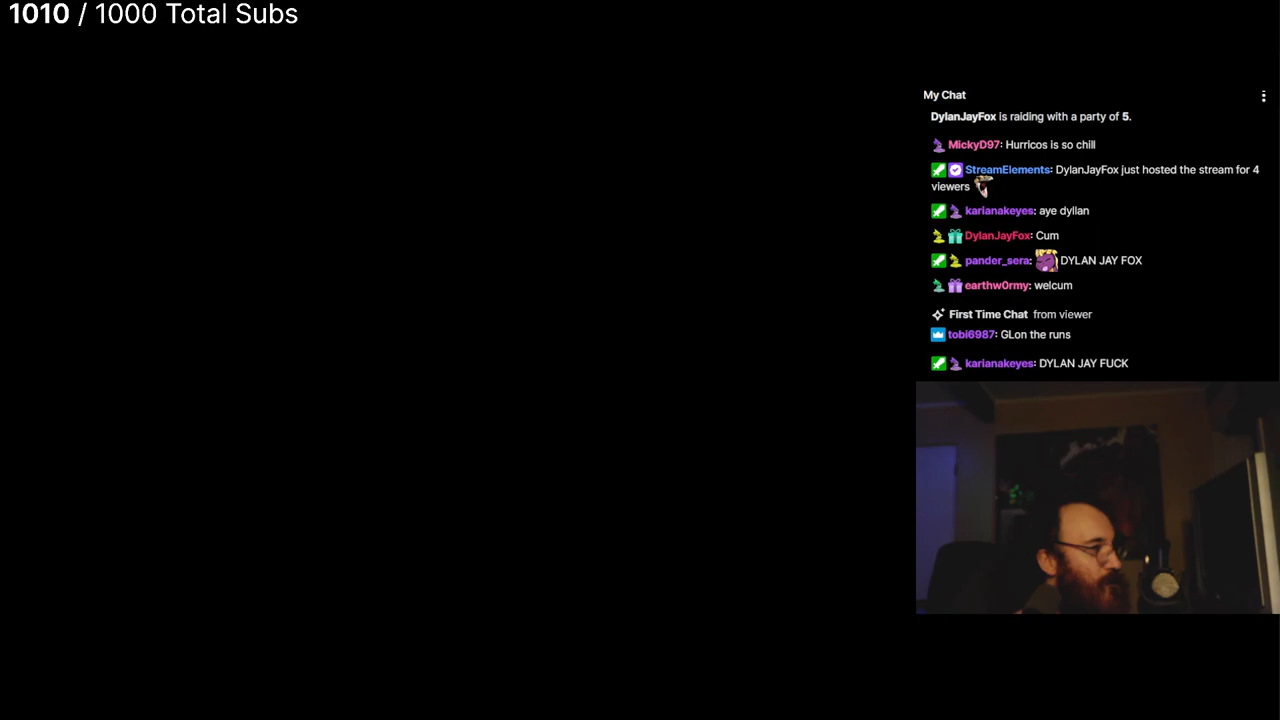 1010 / 1000 Total Subs
My Chat
DylanJayFox is raiding with a party of 5.
MickyD97: Hurricos is so chill
StreamElements: DylanJayFox just hosted the stream for 4
viewers
karianakeyes: aye dyllan
DylanJayFox: Cum
pander_sera: DYLAN JAY FOX
earthw0rmy: welcum
First Time Chat from viewer
tobi6987: GLon the runs
karianakeyes: DYLAN JAY FUCK